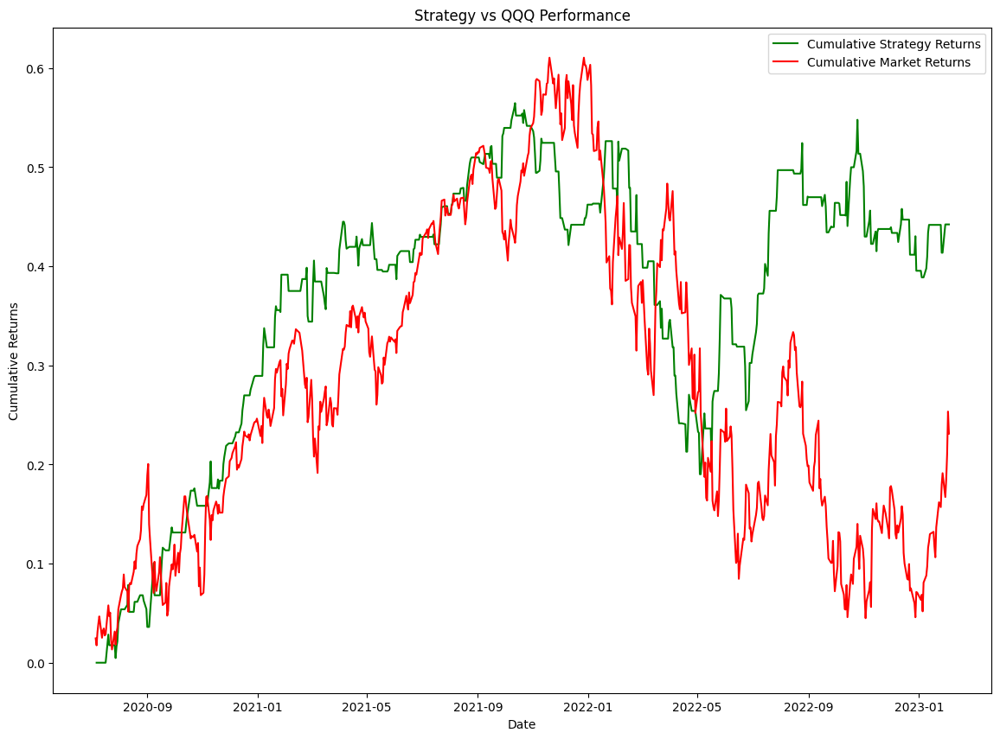 Strategy vs QQQ Performance
Cumulative Strategy Returns
Cumulative Market Returns
0.6
0.5
0.4
0.3
0.2
0.1
0.0
Cumulative Returns
2020-09 2021-01 2021-05 2021-09 2022-01 2022-05 2022-09 2023-01
Date